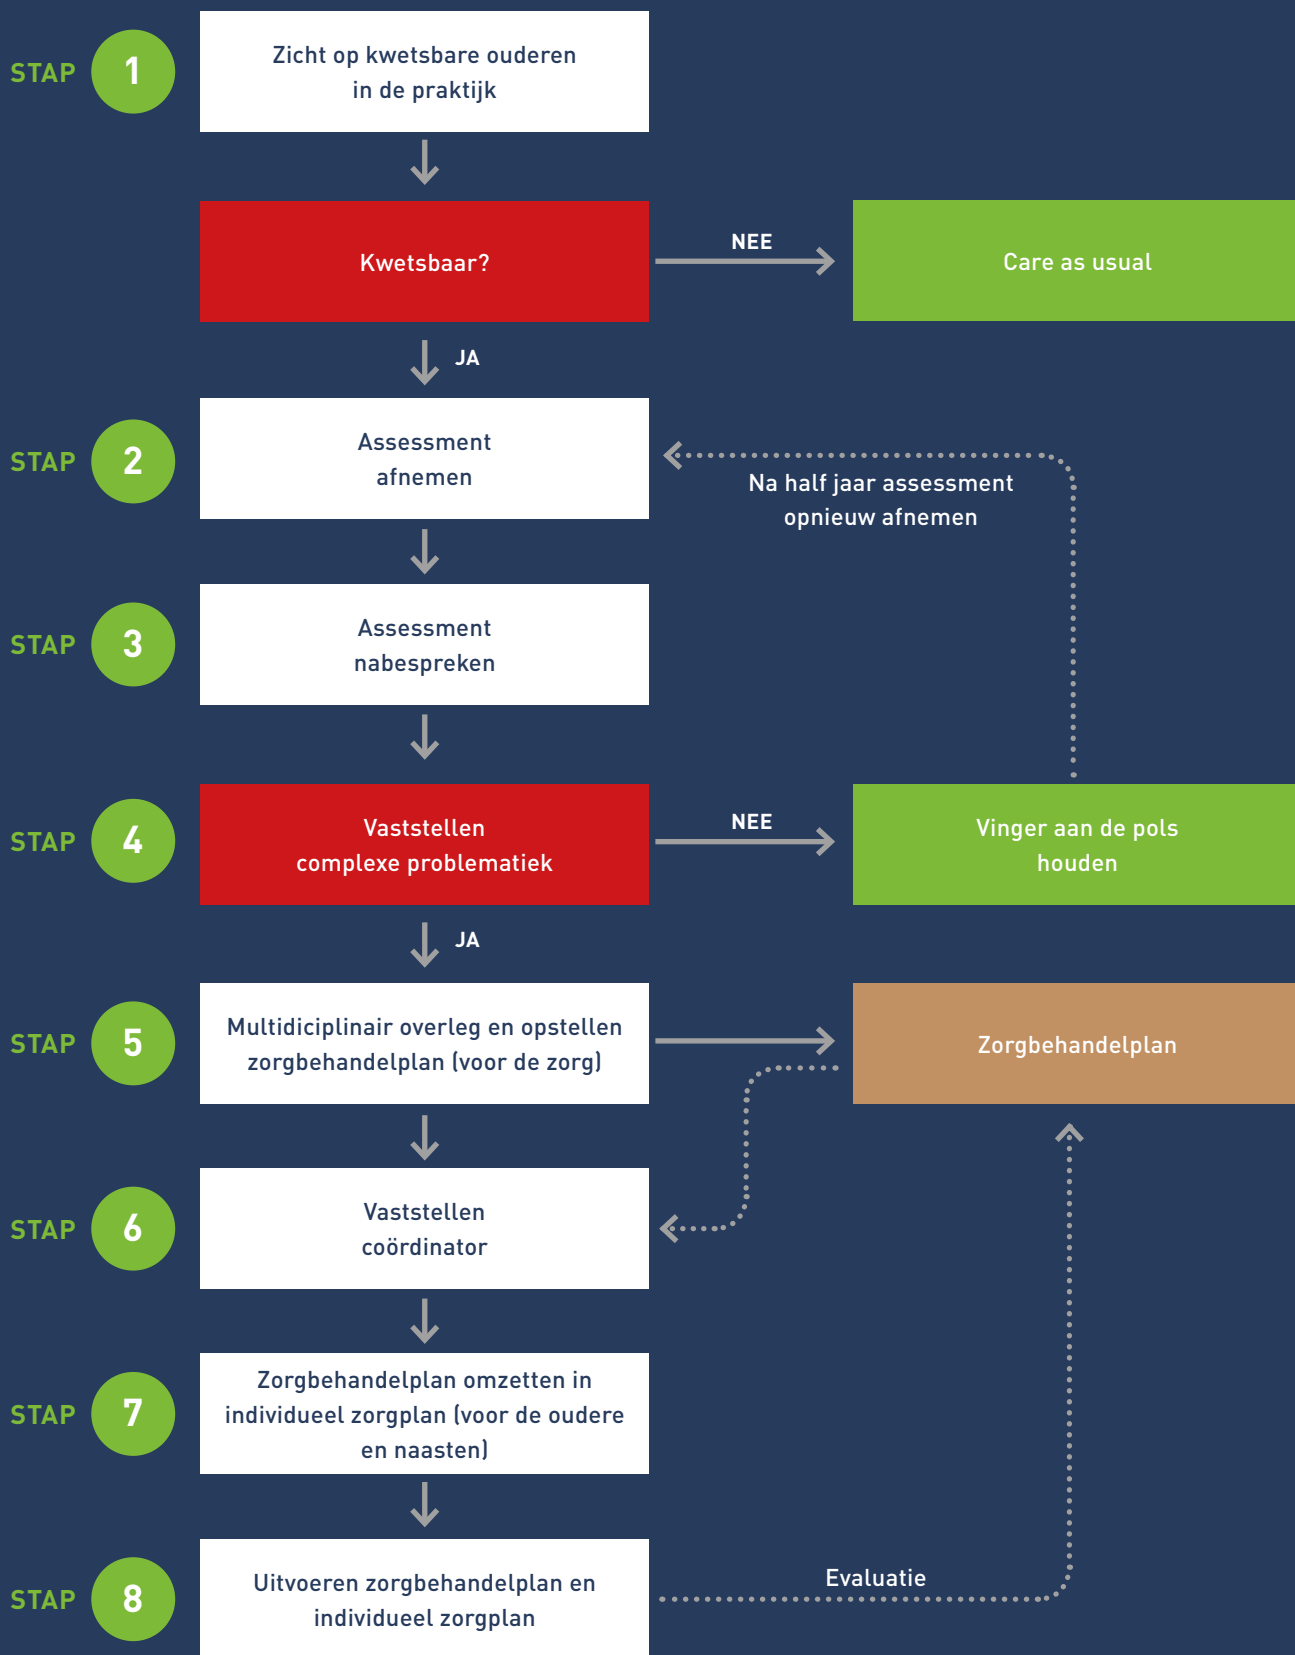 STAP 1
Zicht op kwetsbare ouderen
in de praktijk
Kwetsbaar?
NEE
Care as usual
JA
STAP 2
Assessment
afnemen
Na half jaar assessment
opnieuw afnemen
STAP 3
Assessment
nabespreken
STAP 4
Vaststellen
complexe problematiek
NEE
Vinger aan de pols
houden
JA
STAP 5
Multidiciplinair overleg en opstellen
zorgbehandelplan (voor de zorg)
Zorgbehandelplan
STAP 6
Vaststellen
coördinator
STAP 7
Zorgbehandelplan omzetten in
individueel zorgplan (voor de oudere
en naasten)
STAP 8
Uitvoeren zorgbehandelplan en
individueel zorgplan
Evaluatie